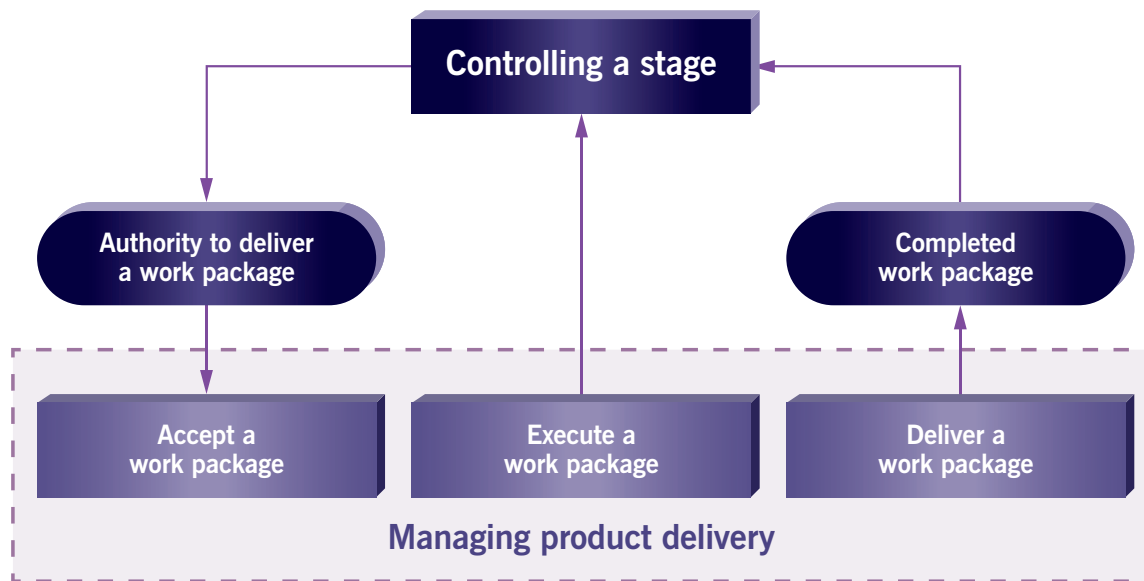 Controlling a stage
Authority to deliver
a work package
Completed
work package
Accept a
work package
Execute a
work package
Deliver a
work package
Managing product delivery